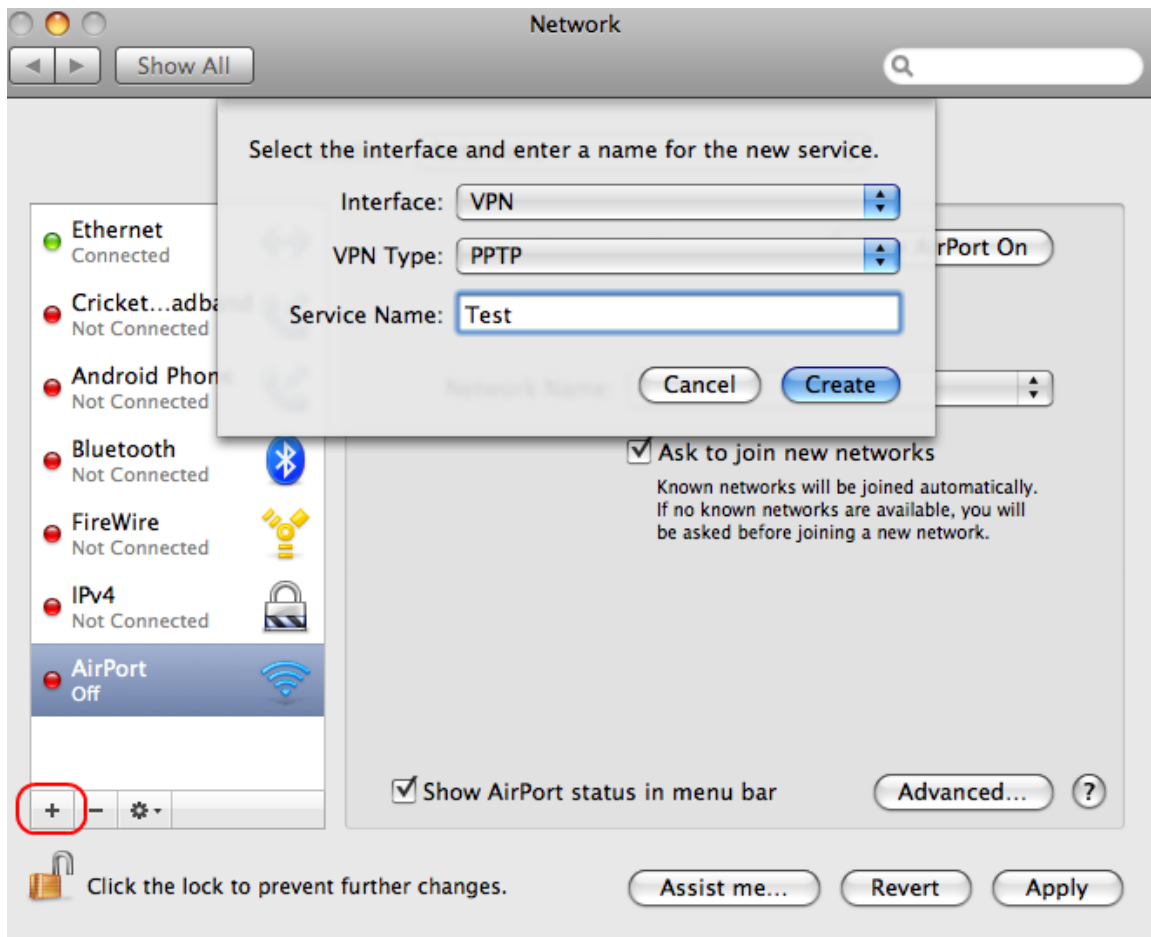 Network
Show All
Select the interface and enter a name for the new service.
Interface: VPN
VPN Type: PPTP
Service Name: Test
Cancel Create
Ethernet
Connected
Cricket...adband
Not Connected
Android Phon
Not Connected
Bluetooth
Not Connected
FireWire
Not Connected
IPv4
Not Connected
AirPort
Off
rPort On
Network Name:
Ask to join new networks
Known networks will be joined automatically.
If no known networks are available, you will
be asked before joining a new network.
Show AirPort status in menu bar
Advanced... ?
+ −
Click the lock to prevent further changes.
Assist me... Revert Apply